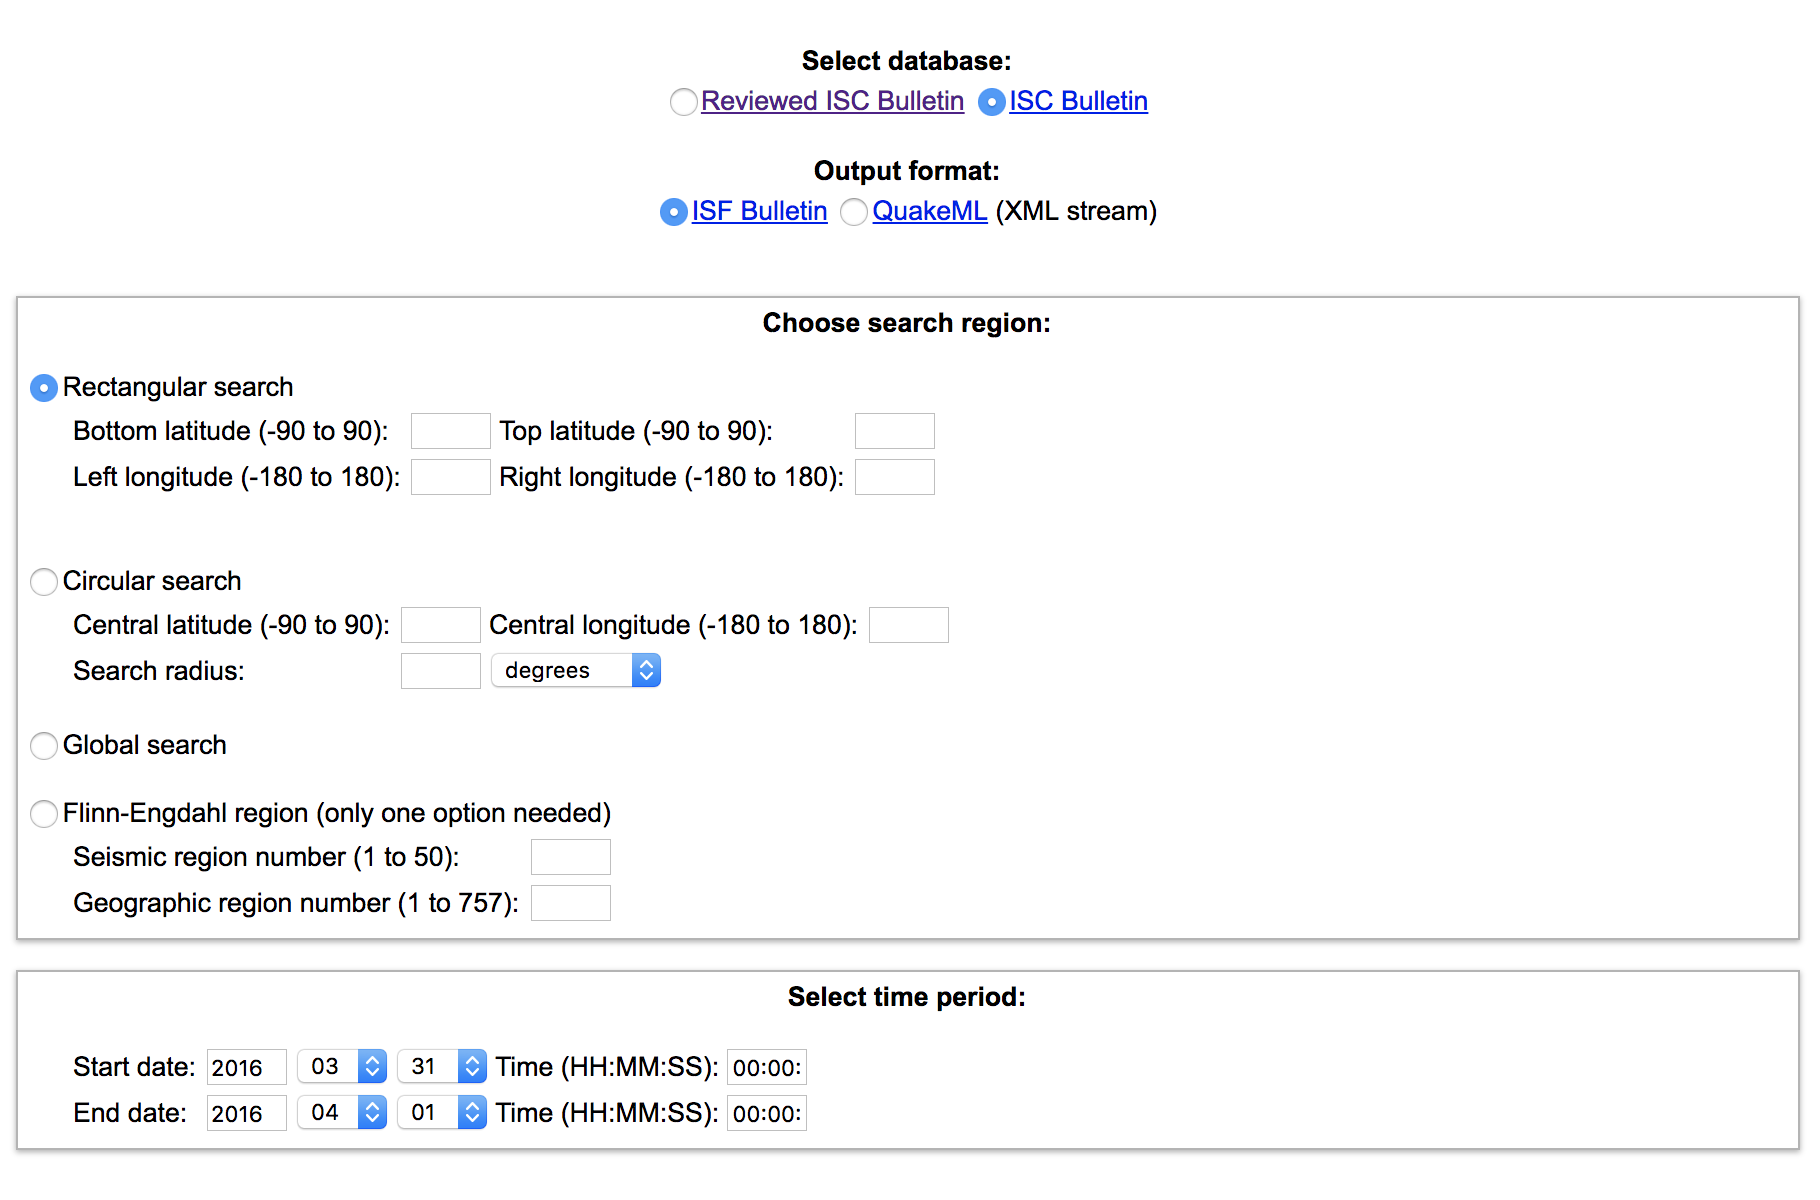 Select database:
Reviewed ISC Bulletin ISC Bulletin
Output format:
ISF Bulletin QuakeML (XML stream)
Choose search region:
Rectangular search
Bottom latitude (-90 to 90): Top latitude (-90 to 90):
Left longitude (-180 to 180): Right longitude (-180 to 180):
Circular search
Central latitude (-90 to 90): Central longitude (-180 to 180):
Search radius: degrees
Global search
Flinn-Engdahl region (only one option needed)
Seismic region number (1 to 50):
Geographic region number (1 to 757):
Select time period:
Start date: 2016 03 31 Time (HH:MM:SS): 00:00:
End date: 2016 04 01 Time (HH:MM:SS): 00:00: